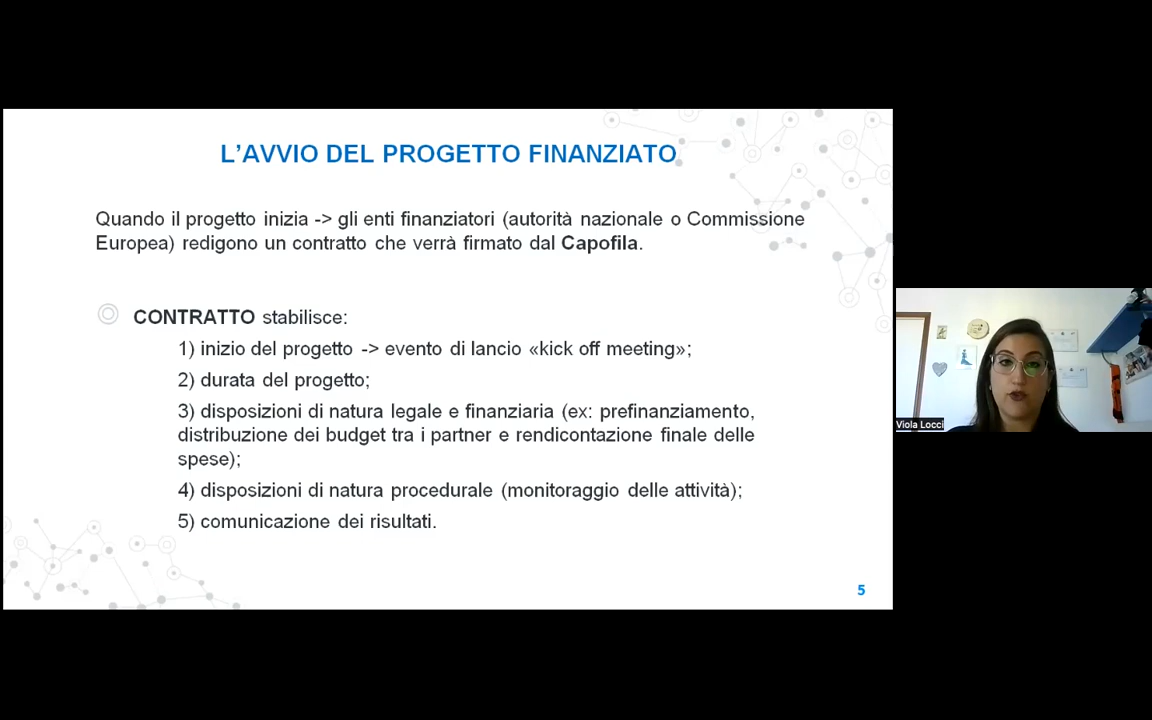 L’AVVIO DEL PROGETTO FINANZIATO
Quando il progetto inizia -> gli enti finanziatori (autorità nazionale o Commissione
Europea) redigono un contratto che verrà firmato dal Capofila.
CONTRATTO stabilisce:
1) inizio del progetto -> evento di lancio «kick off meeting»;
2) durata del progetto;
3) disposizioni di natura legale e finanziaria (ex: prefinanziamento,
distribuzione dei budget tra i partner e rendicontazione finale delle
spese);
4) disposizioni di natura procedurale (monitoraggio delle attività);
5) comunicazione dei risultati.
5
Viola Locci